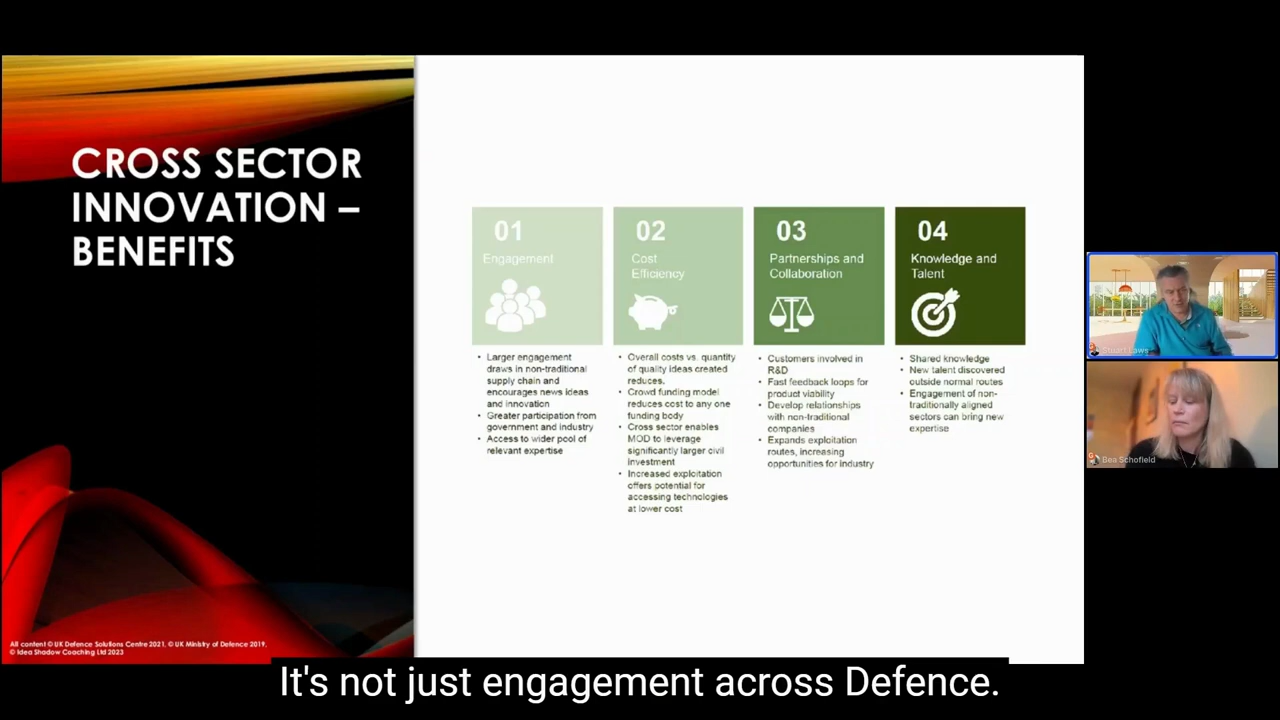 CROSS SECTOR
INNOVATION –
BENEFITS
01
Engagement
• Larger engagement
draws in non-traditional
supply chain and
encourages news ideas
and innovation
• Greater participation from
government and industry
• Access to wider pool of
relevant expertise
02
Cost
Efficiency
• Overall costs vs. quantity
of quality ideas created
reduces.
• Crowd funding model
reduces cost to any one
funding body
• Cross sector enables
MOD to leverage
significantly larger civil
investment
• Increased exploitation
offers potential for
accessing technologies
at lower cost
03
Partnerships and
Collaboration
• Customers involved in
R&D
• Fast feedback loops for
product viability
• Develop relationships
with non-traditional
companies
• Expands exploitation
routes, increasing
opportunities for industry
04
Knowledge and
Talent
• Shared knowledge
• New talent discovered
outside normal routes
• Engagement of non-
traditionally aligned
sectors can bring new
expertise
Stuart Laws
Bea Schofield
All content © UK Defence Solutions Centre 2021, © UK Ministry of Defence 2019,
© Idea Shadow Coaching Ltd 2023
It's not just engagement across Defence.